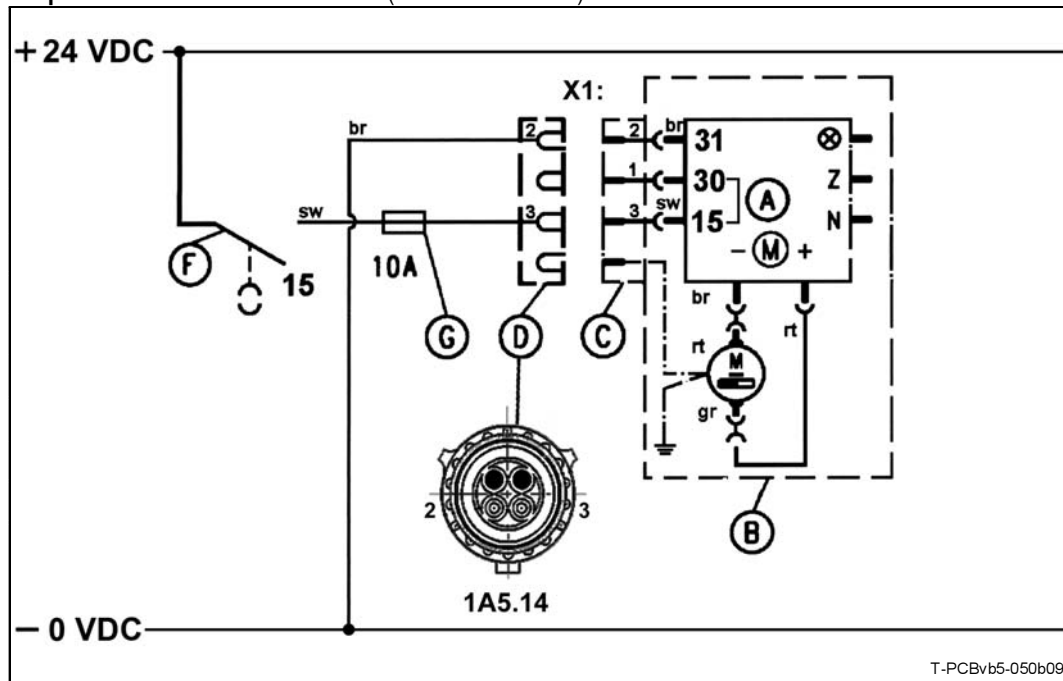 + 24 VDC
X1:
br
2
2
br
31
1
30
A
Z
sw
3
3
sw
15
N
F
15
10A
– M +
G
D
C
br
rt
rt
M
gr
2
3
B
1A5.14
– 0 VDC
T-PCBvb5-050b09